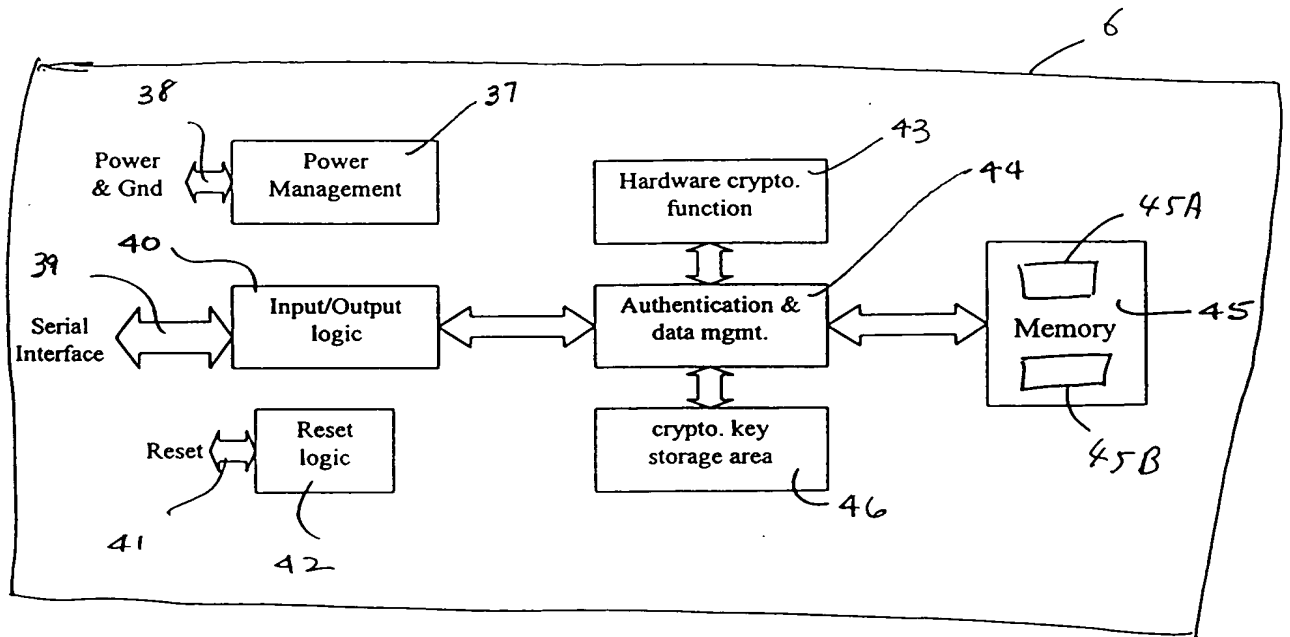 6
38
37
Power
& Gnd
Power
Management
43
Hardware crypto.
function
44
45A
39
40
Serial
Interface
Input/Output
logic
Authentication &
data mgmt.
Memory
45
45B
Reset
Reset
logic
crypto. key
storage area
46
41
42